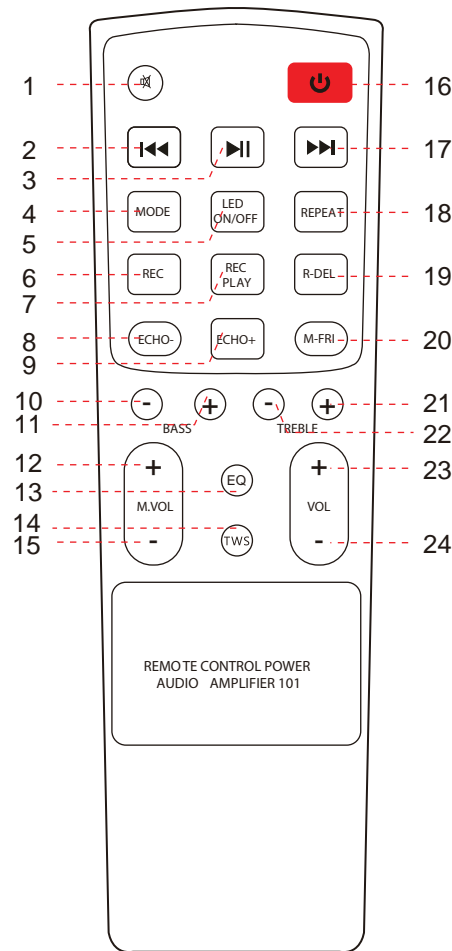 1
16
2
17
3
4
MODE
LED
ON/OFF
REPEAT
18
5
6
REC
REC
PLAY
R-DEL
19
7
8
ECHO-
ECHO+
M-FRI
20
9
10
-
+
-
+
21
11
BASS
TREBLE
22
12
+
EQ
+
23
13
M.VOL
VOL
14
TWS
15
-
-
24
REMOTE CONTROL POWER
AUDIO AMPLIFIER 101